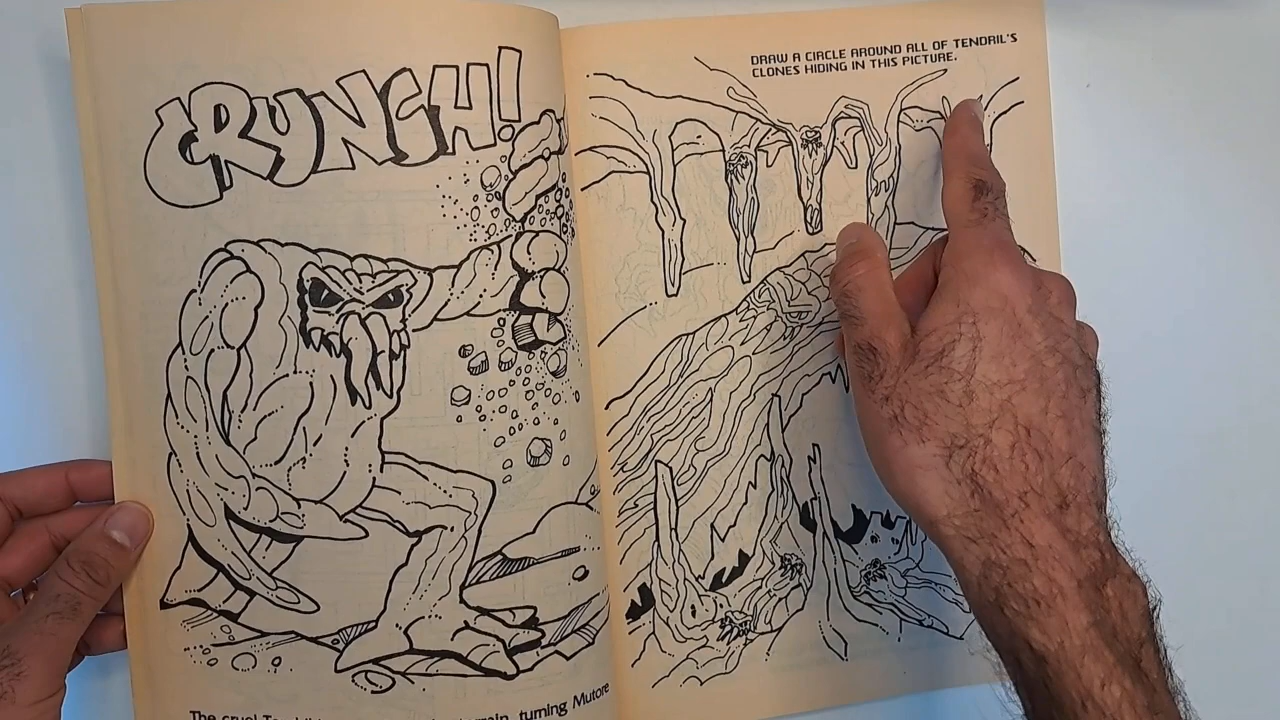 CRUNCH!
The cruel turning Mutore
DRAW A CIRCLE AROUND ALL OF TENDRIL'S
CLONES HIDING IN THIS PICTURE.